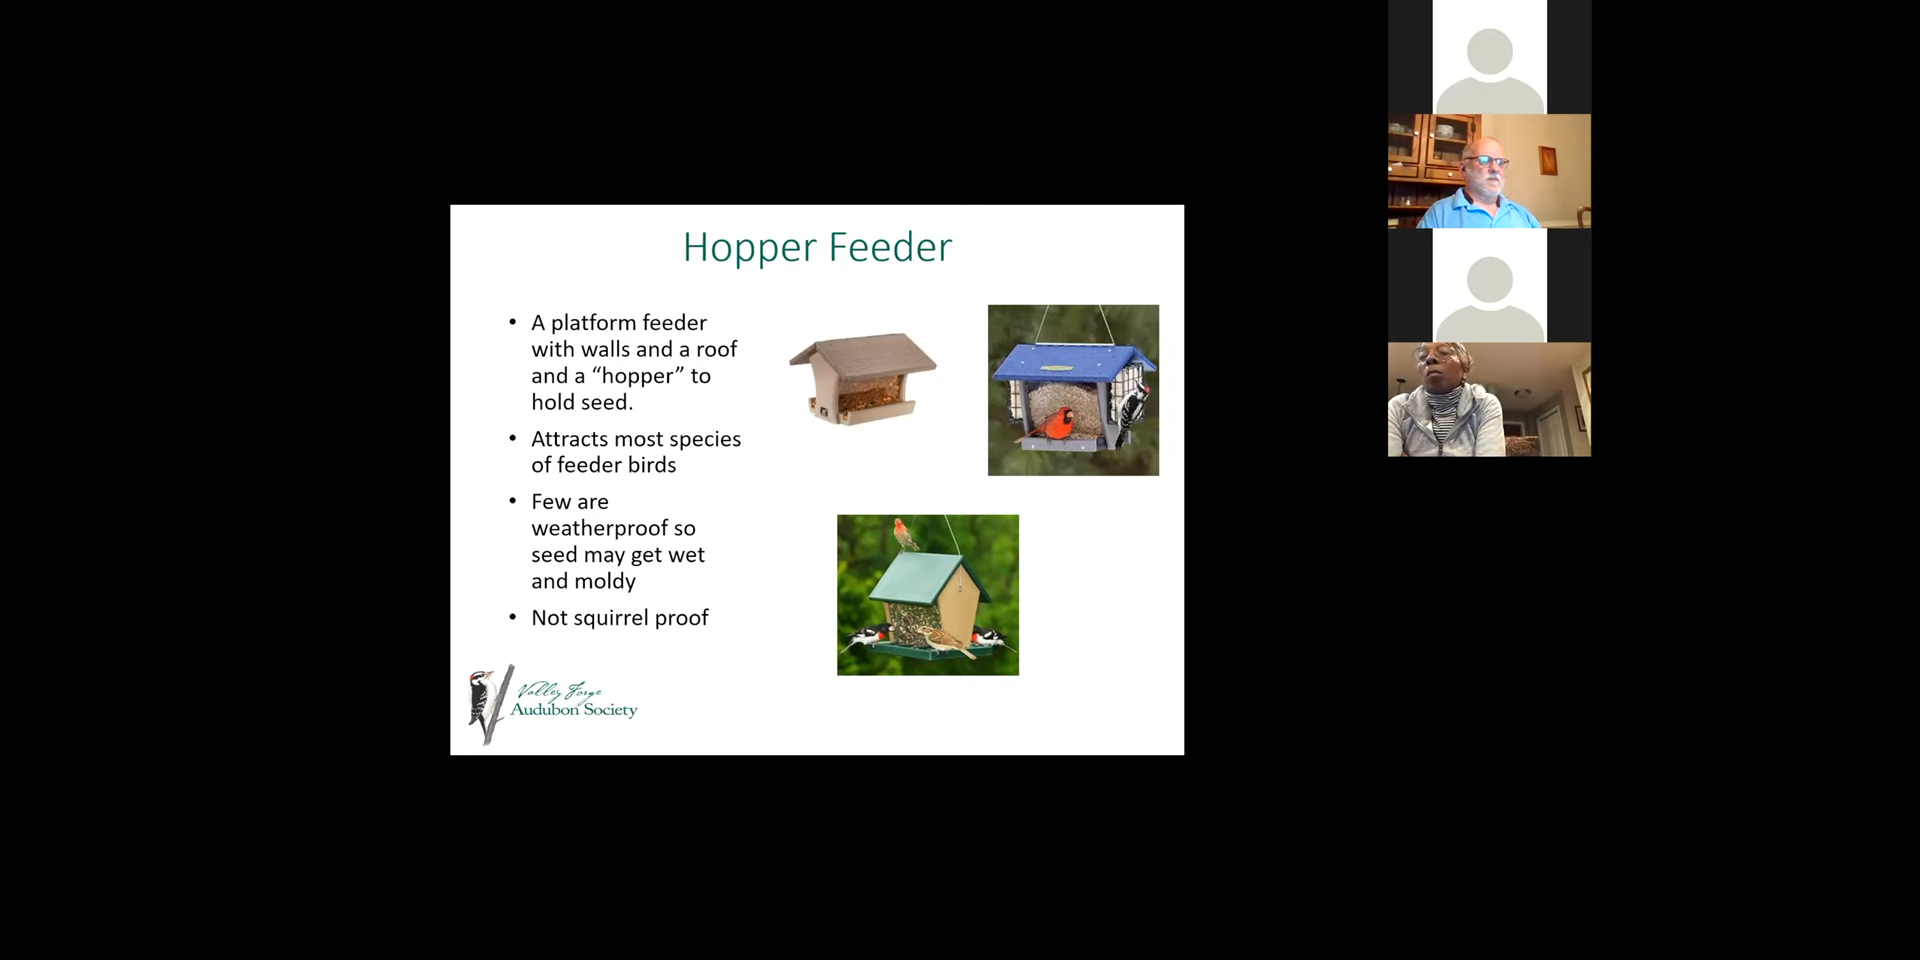 Hopper Feeder
• A platform feeder
with walls and a roof
and a “hopper” to
hold seed.
• Attracts most species
of feeder birds
• Few are
weatherproof so
seed may get wet
and moldy
• Not squirrel proof
Valley Forge
Audubon Society